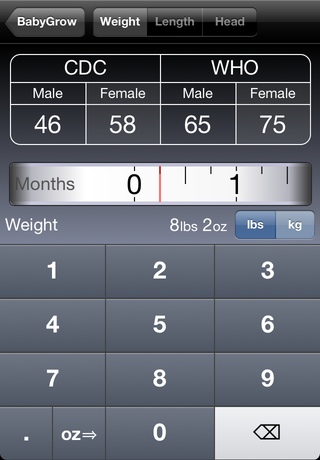 BabyGrow Weight Length Head
CDC WHO
Male Female Male Female
46 58 65 75
Months 0 1
Weight 8lbs 2oz lbs kg
1 2 3
4 5 6
7 8 9
. oz⇒ 0 ⌫